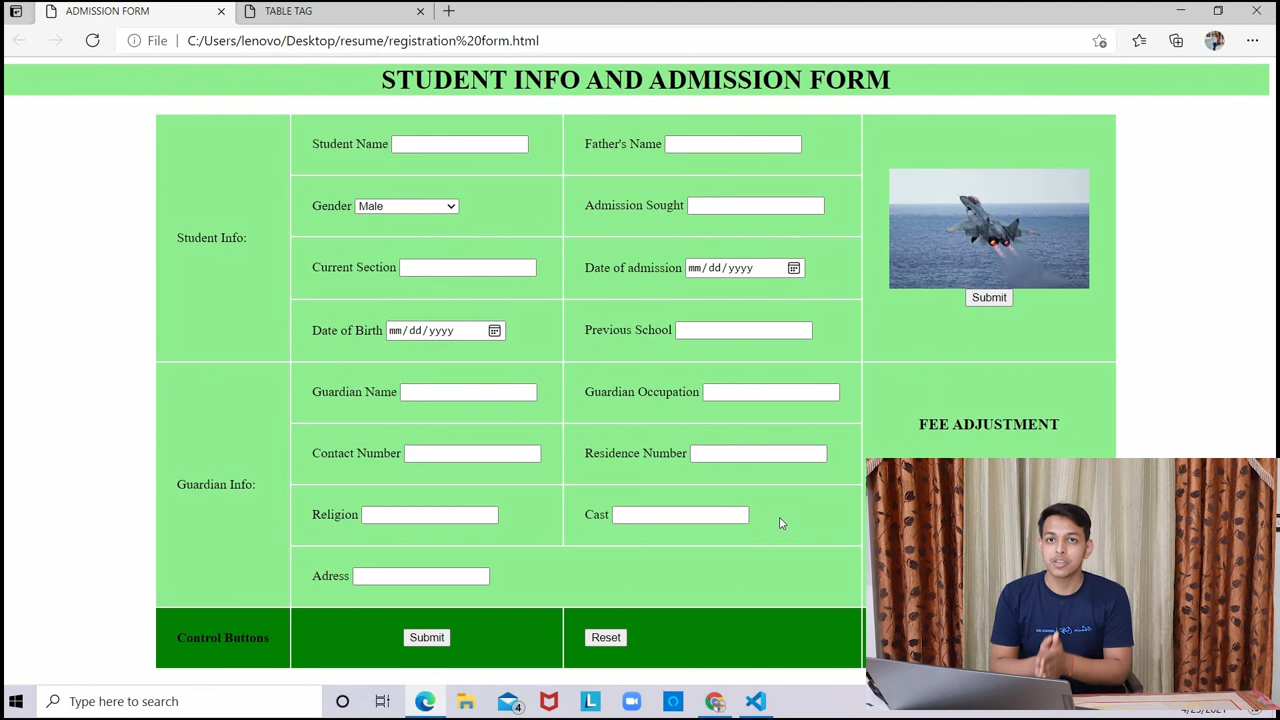 ADMISSION FORM
TABLE TAG
File
C:/Users/lenovo/Desktop/resume/registration%20form.html
STUDENT INFO AND ADMISSION FORM
Student Info:
Student Name
Father's Name
Gender Male
Admission Sought
Current Section
Date of admission mm/dd/yyyy
Submit
Date of Birth mm/dd/yyyy
Previous School
Guardian Info:
Guardian Name
Guardian Occupation
FEE ADJUSTMENT
Contact Number
Residence Number
Religion
Cast
Adress
Control Buttons
Submit
Reset
Type here to search
4
L